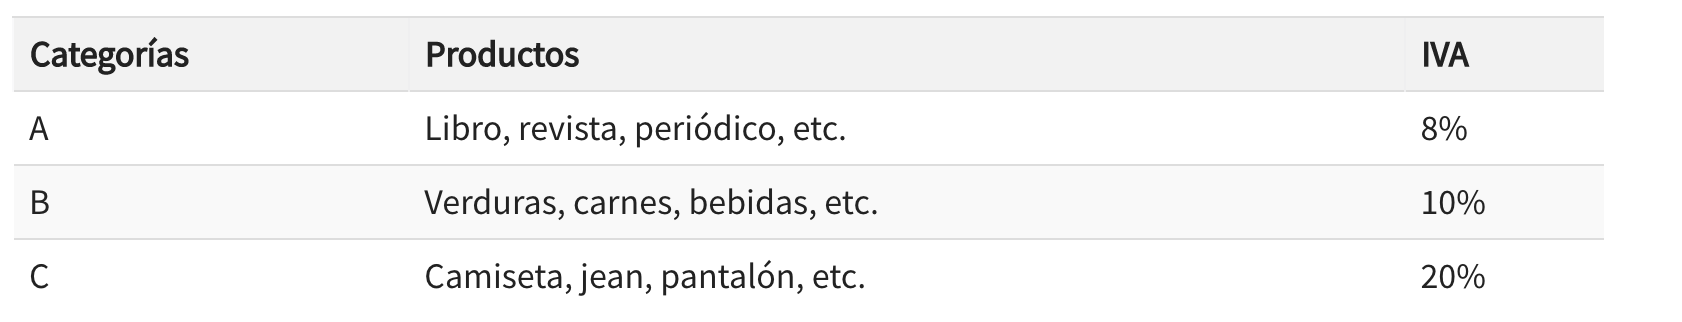 Categorías Productos IVA
A Libro, revista, periódico, etc. 8%
B Verduras, carnes, bebidas, etc. 10%
C Camiseta, jean, pantalón, etc. 20%